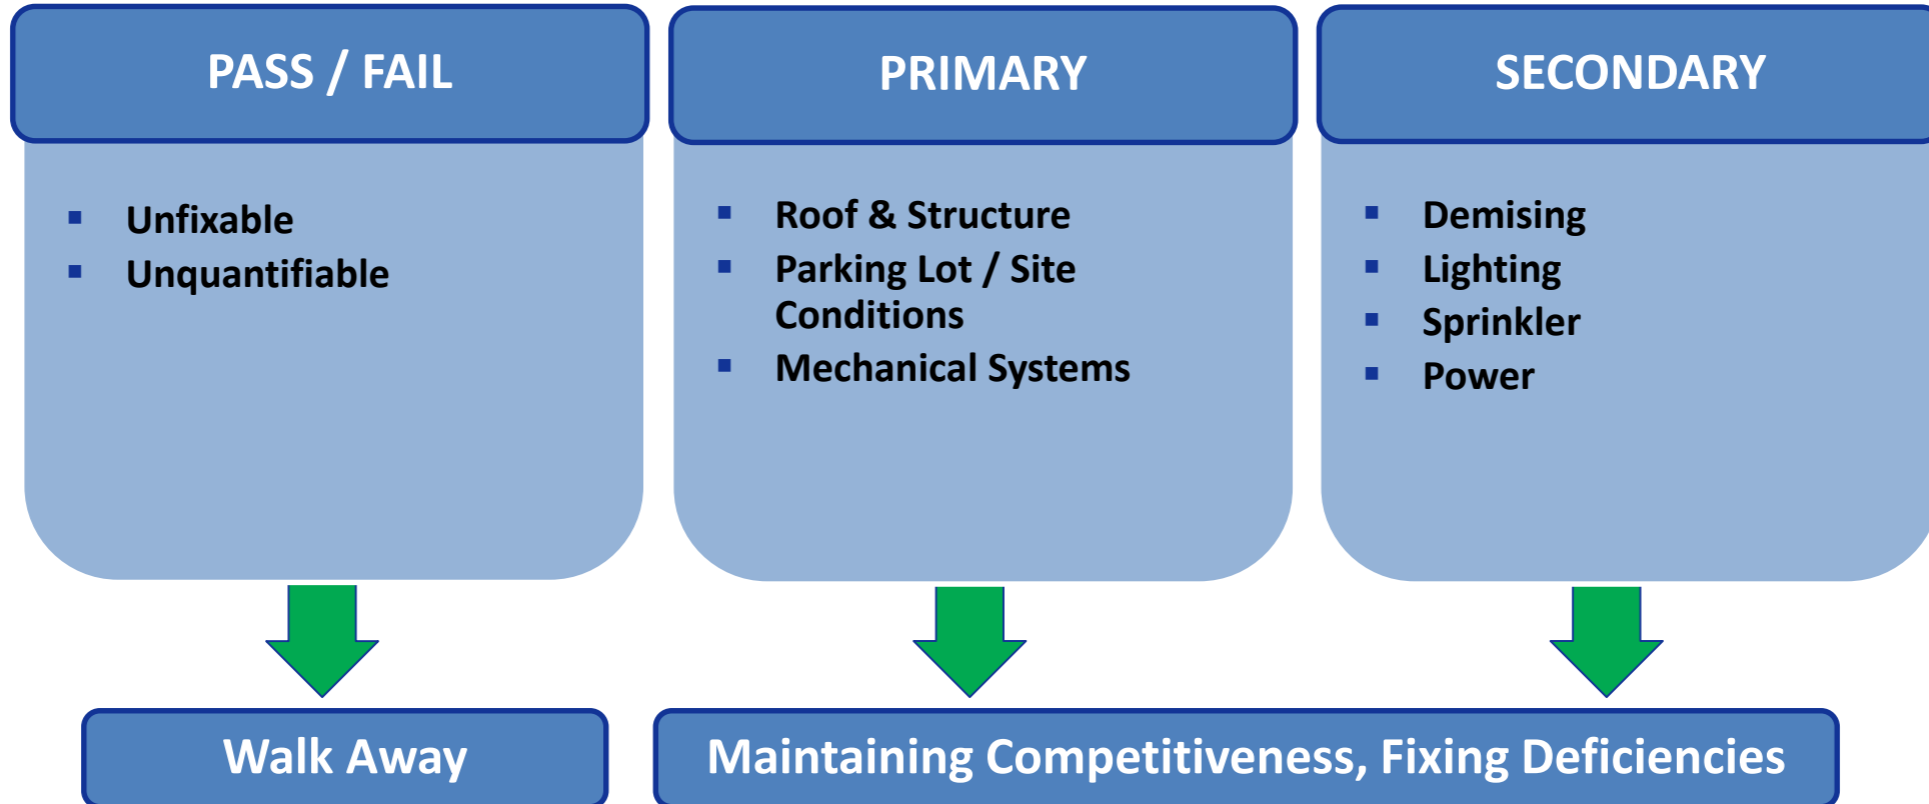 PASS / FAIL
Unfixable
Unquantifiable
Walk Away
PRIMARY
Roof & Structure
Parking Lot / Site
Conditions
Mechanical Systems
SECONDARY
Demising
Lighting
Sprinkler
Power
Maintaining Competitiveness, Fixing Deficiencies